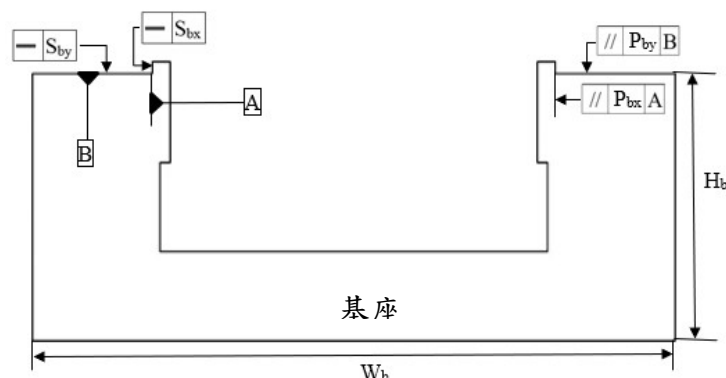 — S_bx
— S_by
// P_by B
A
// P_bx A
B
H_b
基座
W_b